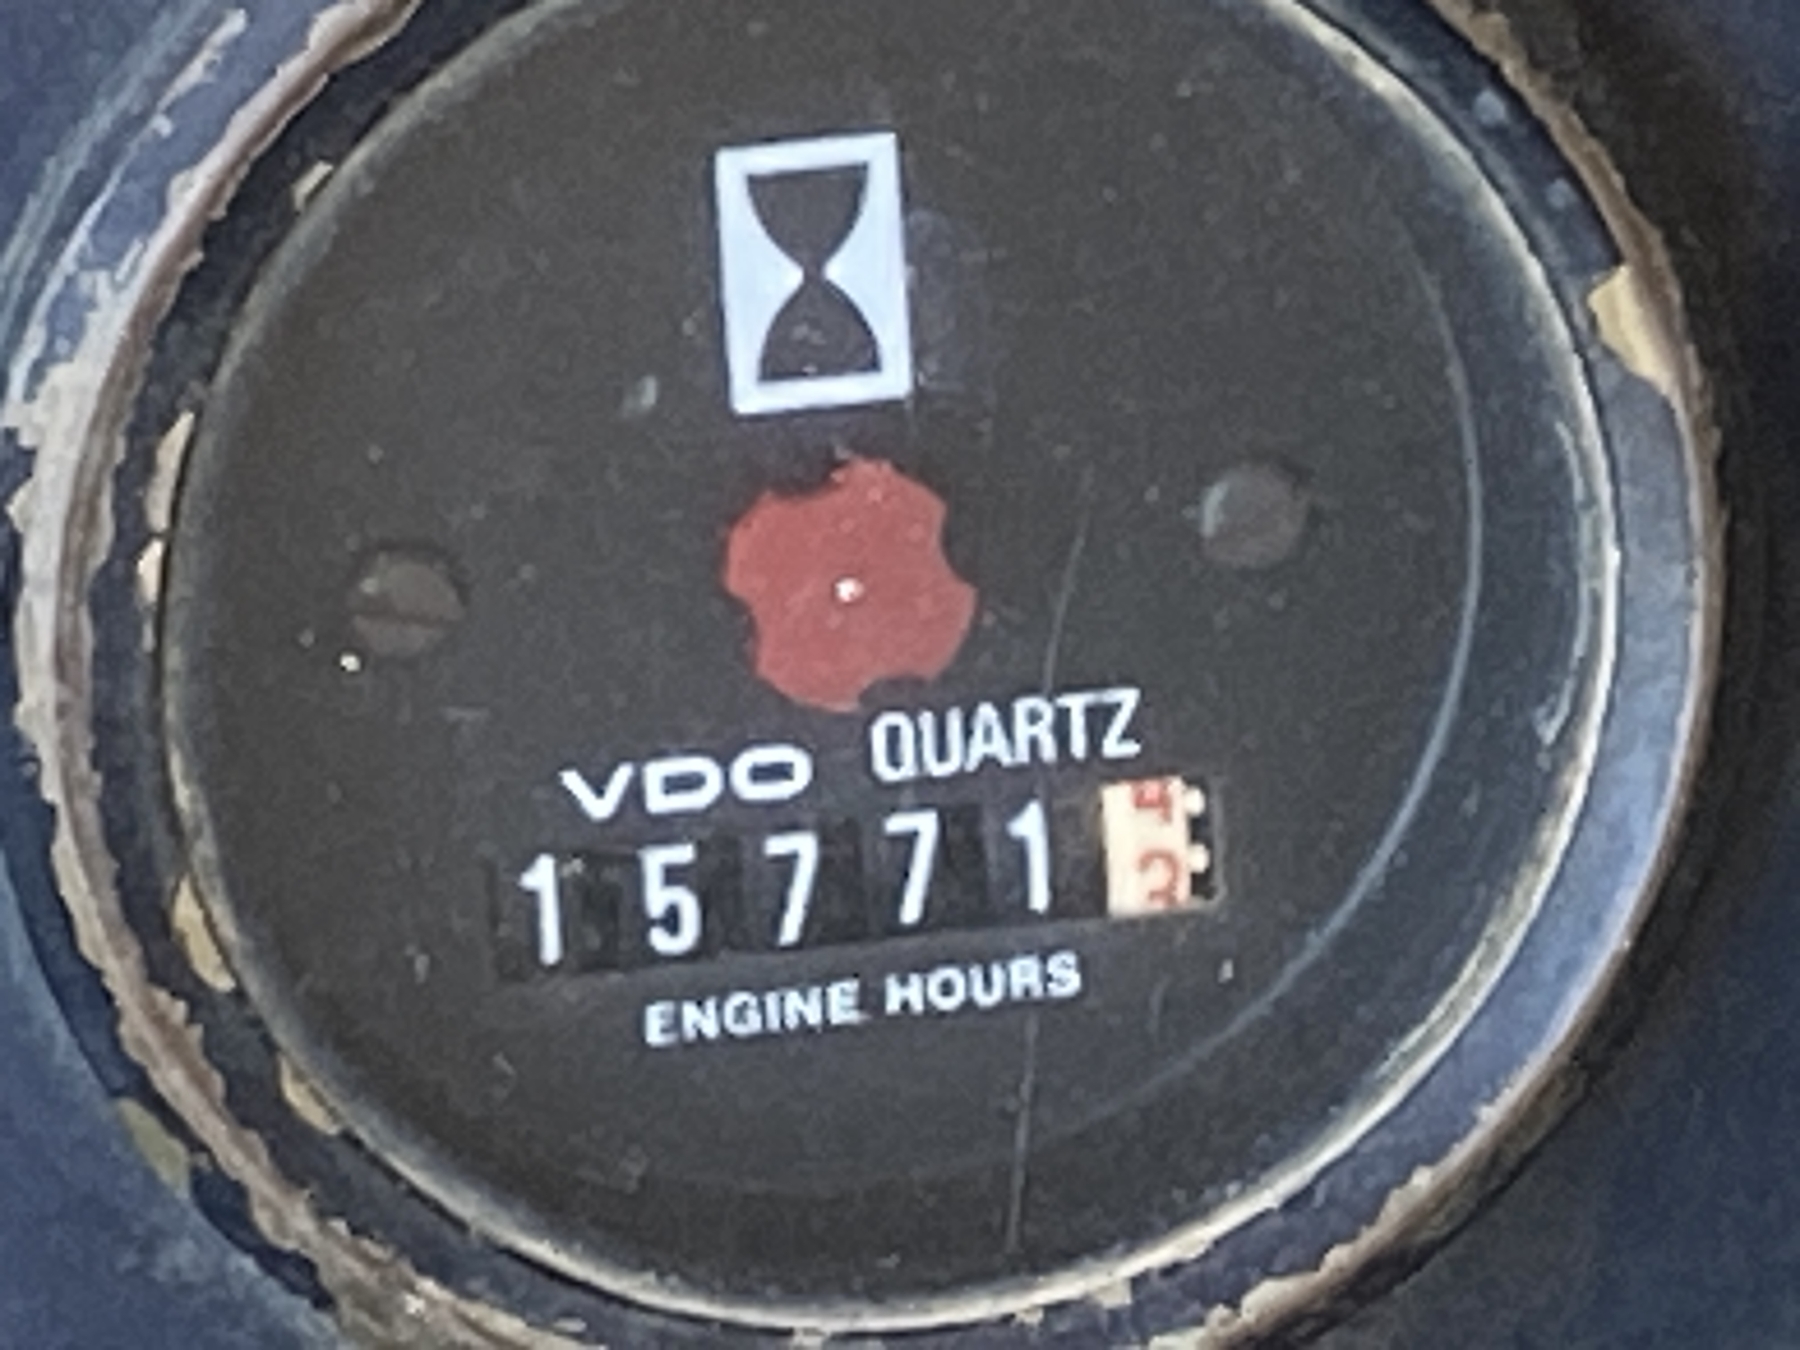 VDO QUARTZ
15771
ENGINE HOURS